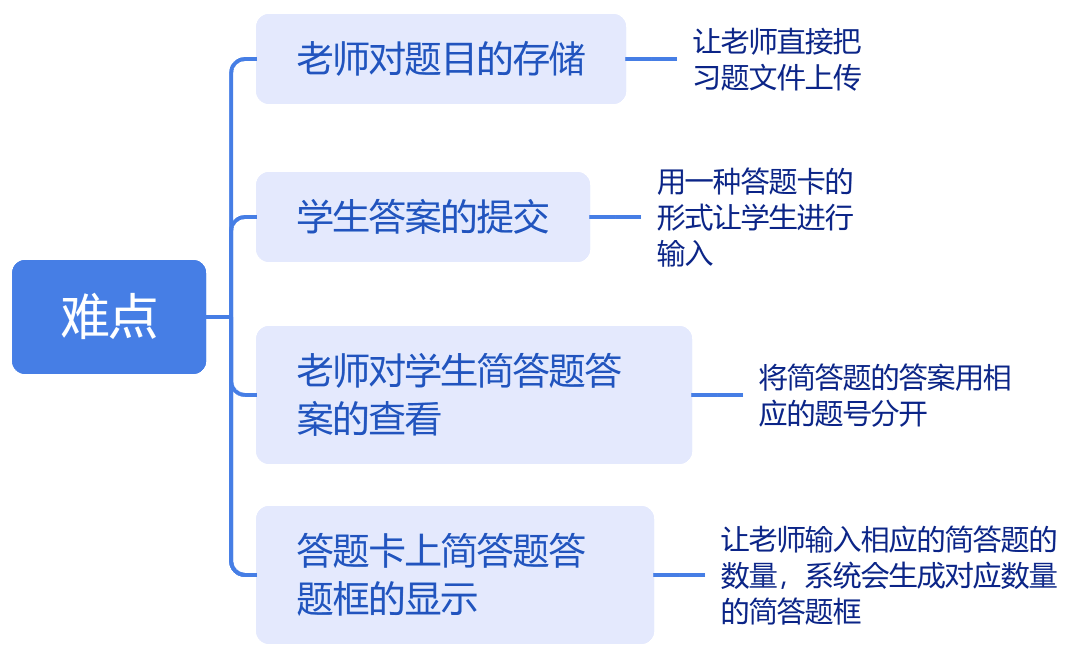 难点
老师对题目的存储
让老师直接把
习题文件上传
学生答案的提交
用一种答题卡的
形式让学生进行
输入
老师对学生简答题答
案的查看
将简答题的答案用相
应的题号分开
答题卡上简答题答
题框的显示
让老师输入相应的简答题的
数量，系统会生成对应数量
的简答题框